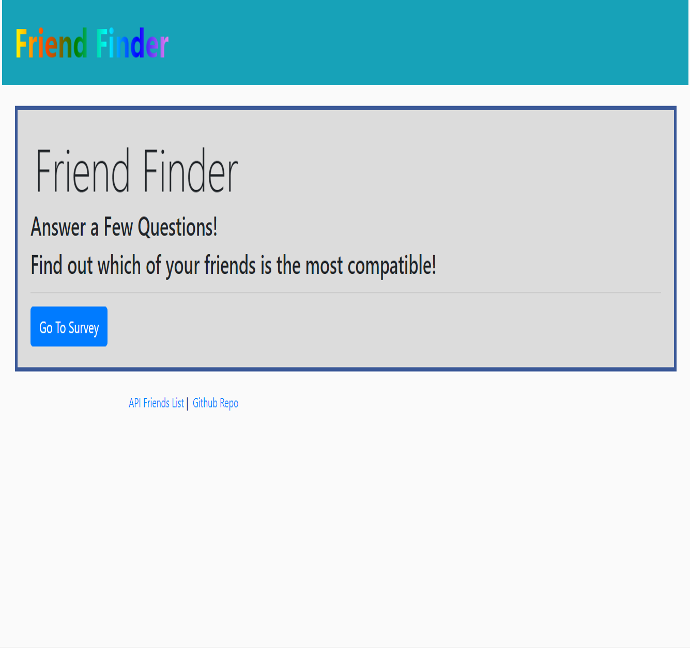 Friend Finder
Friend Finder
Answer a Few Questions!
Find out which of your friends is the most compatible!
Go To Survey
API Friends List | Github Repo